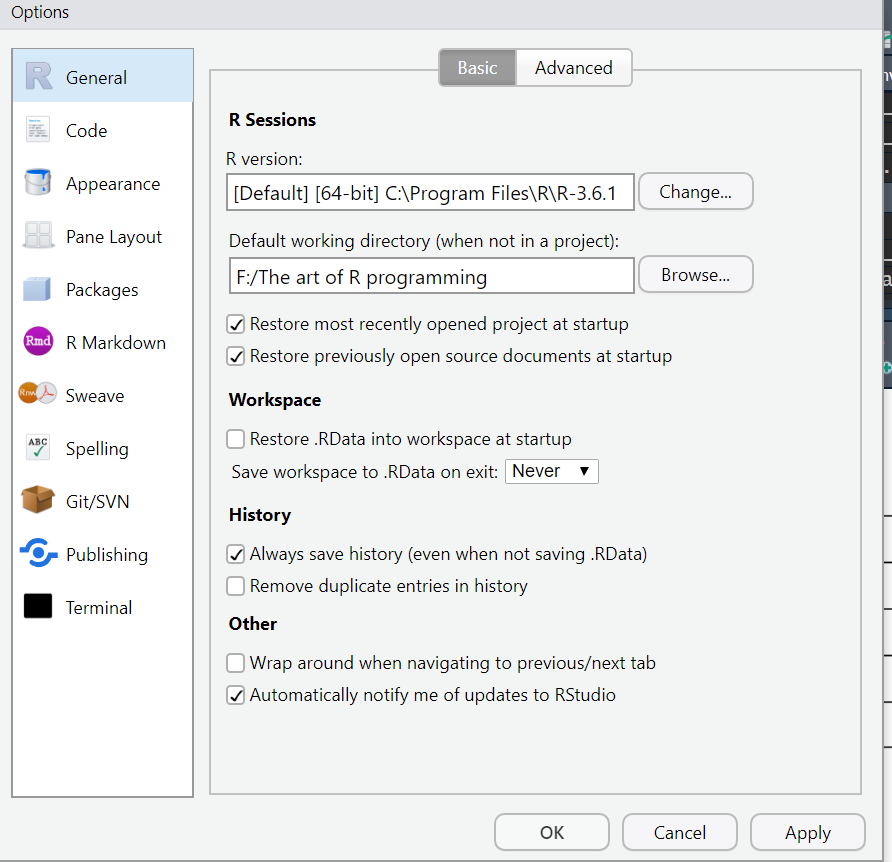 Options
General
Code
Appearance
Pane Layout
Packages
Rmd R Markdown
Rnw Sweave
ABC Spelling
Git/SVN
Publishing
Terminal
Basic Advanced
R Sessions
R version:
[Default] [64-bit] C:\Program Files\R\R-3.6.1 Change...
Default working directory (when not in a project):
F:/The art of R programming Browse...
Restore most recently opened project at startup
Restore previously open source documents at startup
Workspace
Restore .RData into workspace at startup
Save workspace to .RData on exit: Never
History
Always save history (even when not saving .RData)
Remove duplicate entries in history
Other
Wrap around when navigating to previous/next tab
Automatically notify me of updates to RStudio
OK Cancel Apply